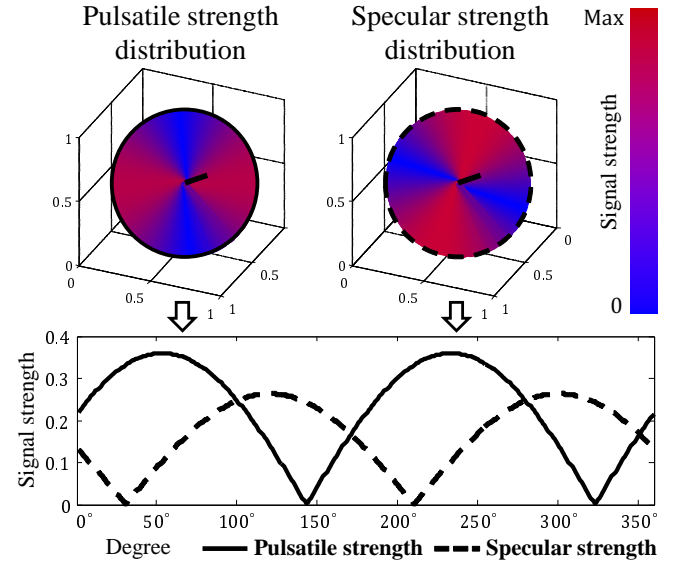 Pulsatile strength
distribution
Specular strength
distribution
Max
Signal strength
0
1
0.5
0
0.5
1
1
0.5
1
0.5
0
0.5
1
1
0.5
0
0.4
0.3
0.2
0.1
0
Signal strength
0° 50° 100° 150° 200° 250° 300° 350°
Degree Pulsatile strength Specular strength